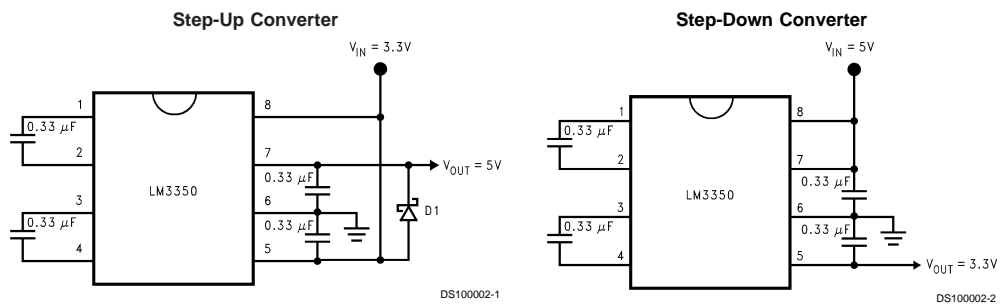 Step-Up Converter
V_IN = 3.3V
1
8
0.33 μF
2
7
V_OUT = 5V
0.33 μF
LM3350
3
6
D1
0.33 μF
0.33 μF
4
5
DS100002-1
Step-Down Converter
V_IN = 5V
1
8
0.33 μF
2
7
0.33 μF
LM3350
3
6
0.33 μF
0.33 μF
4
5
V_OUT = 3.3V
DS100002-2